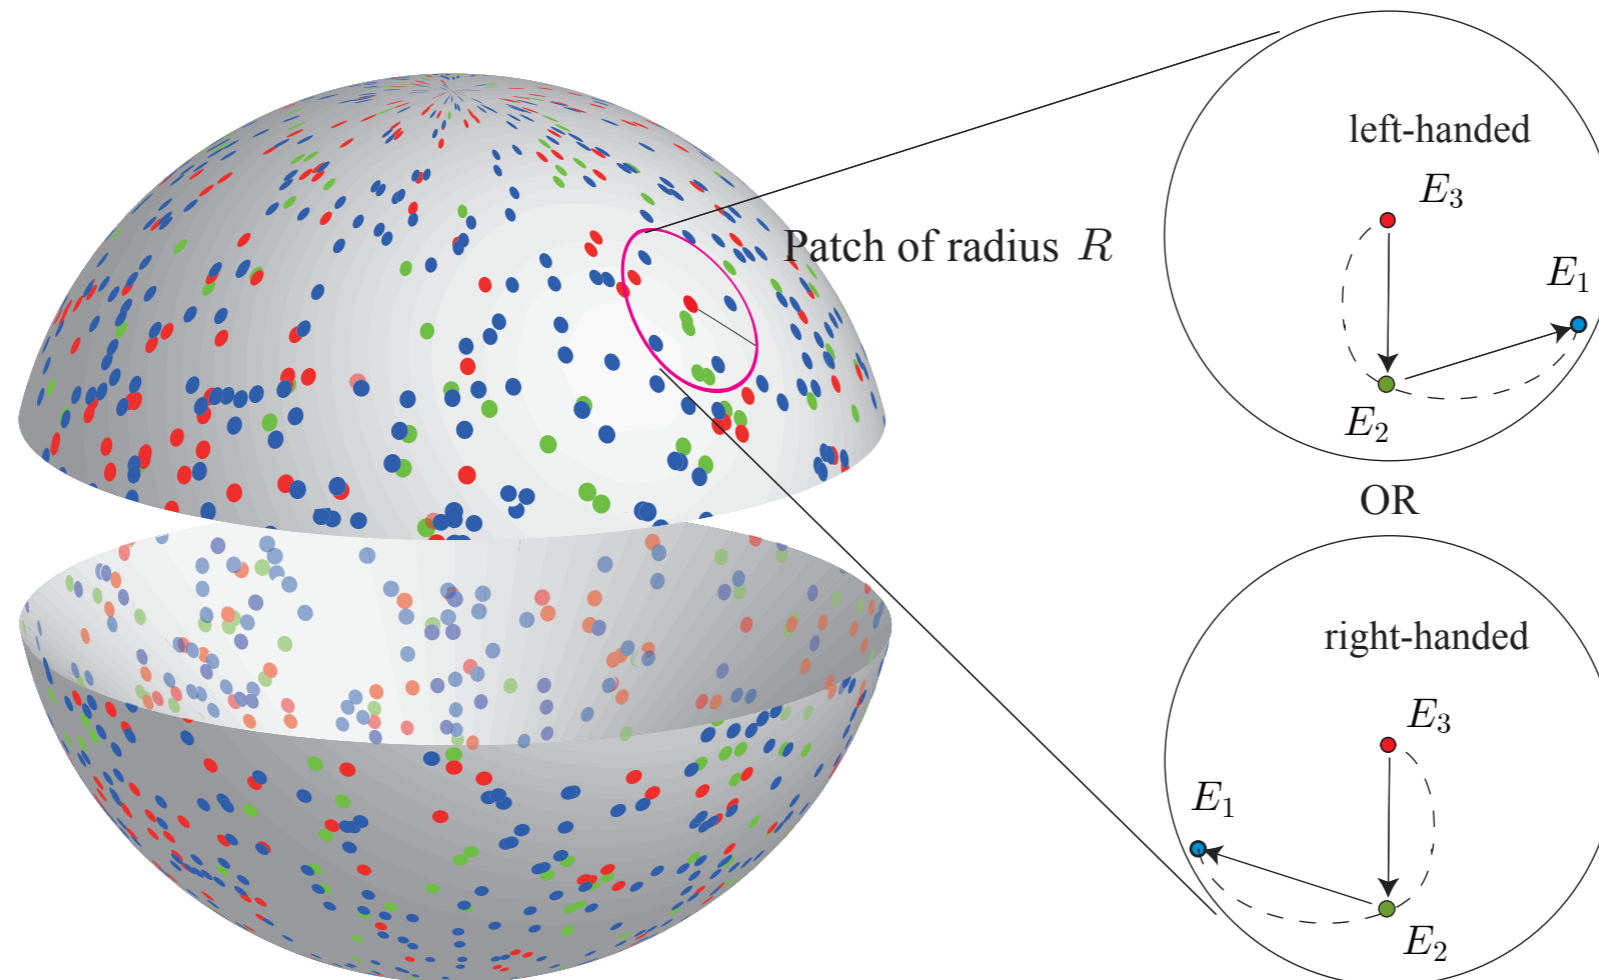 left-handed
E₃
Patch of radius R
E₁
E₂
OR
right-handed
E₃
E₁
E₂